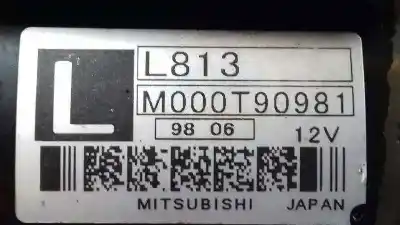 L
L813
M000T90981
98 06
12V
MITSUBISHI JAPAN